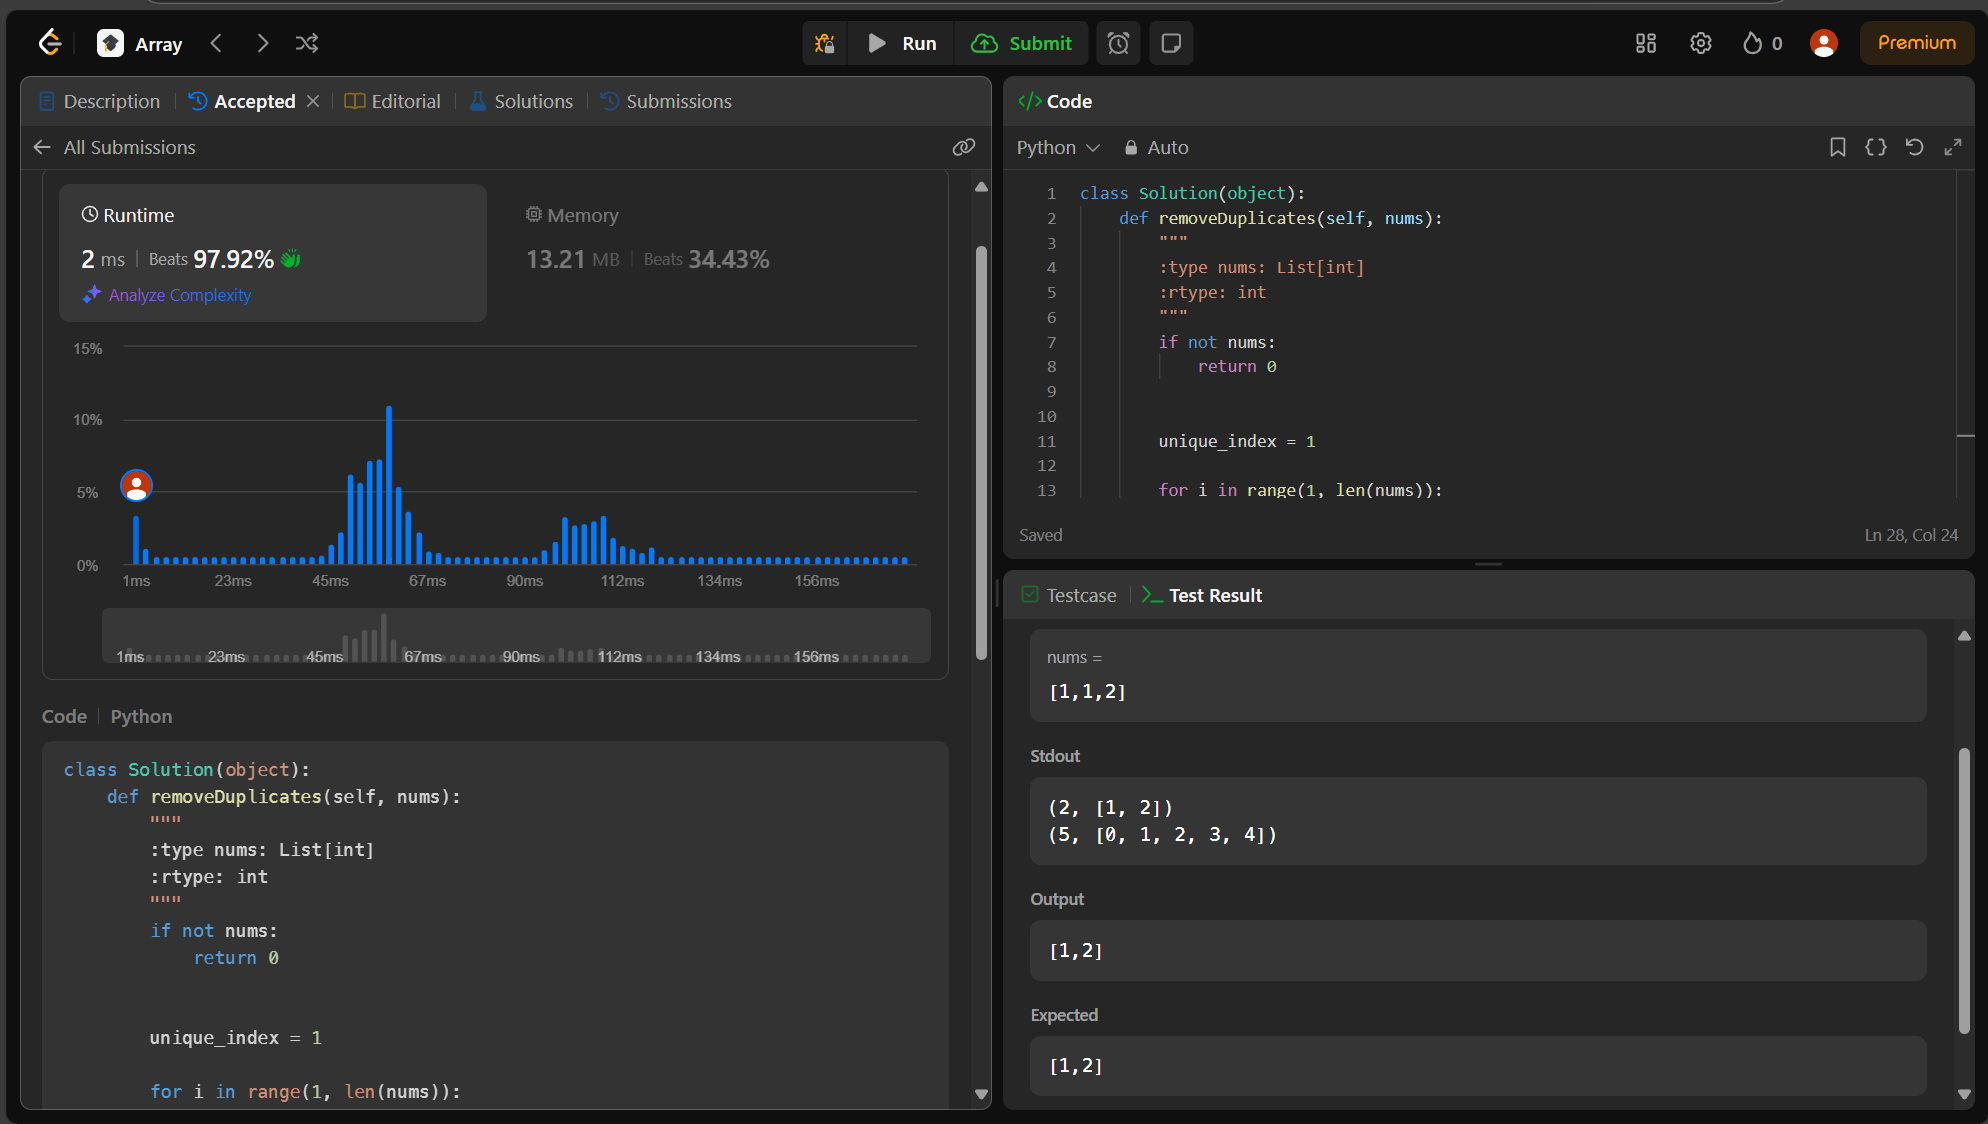 Array
Run
Submit
0
Premium
Description
Accepted
Editorial
Solutions
Submissions
All Submissions
Runtime
2 ms | Beats 97.92%
Analyze Complexity
Memory
13.21 MB | Beats 34.43%
15%
10%
5%
0%
1ms 23ms 45ms 67ms 90ms 112ms 134ms 156ms
1ms 23ms 45ms 67ms 90ms 112ms 134ms 156ms
Code | Python
class Solution(object):
    def removeDuplicates(self, nums):
        """
        :type nums: List[int]
        :rtype: int
        """
        if not nums:
            return 0
        unique_index = 1
        for i in range(1, len(nums)):
</> Code
Python
Auto
1 class Solution(object):
2     def removeDuplicates(self, nums):
3         """
4         :type nums: List[int]
5         :rtype: int
6         """
7         if not nums:
8             return 0
9
10
11         unique_index = 1
12
13         for i in range(1, len(nums)):
Saved
Ln 28, Col 24
Testcase
Test Result
nums =
[1,1,2]
Stdout
(2, [1, 2])
(5, [0, 1, 2, 3, 4])
Output
[1,2]
Expected
[1,2]